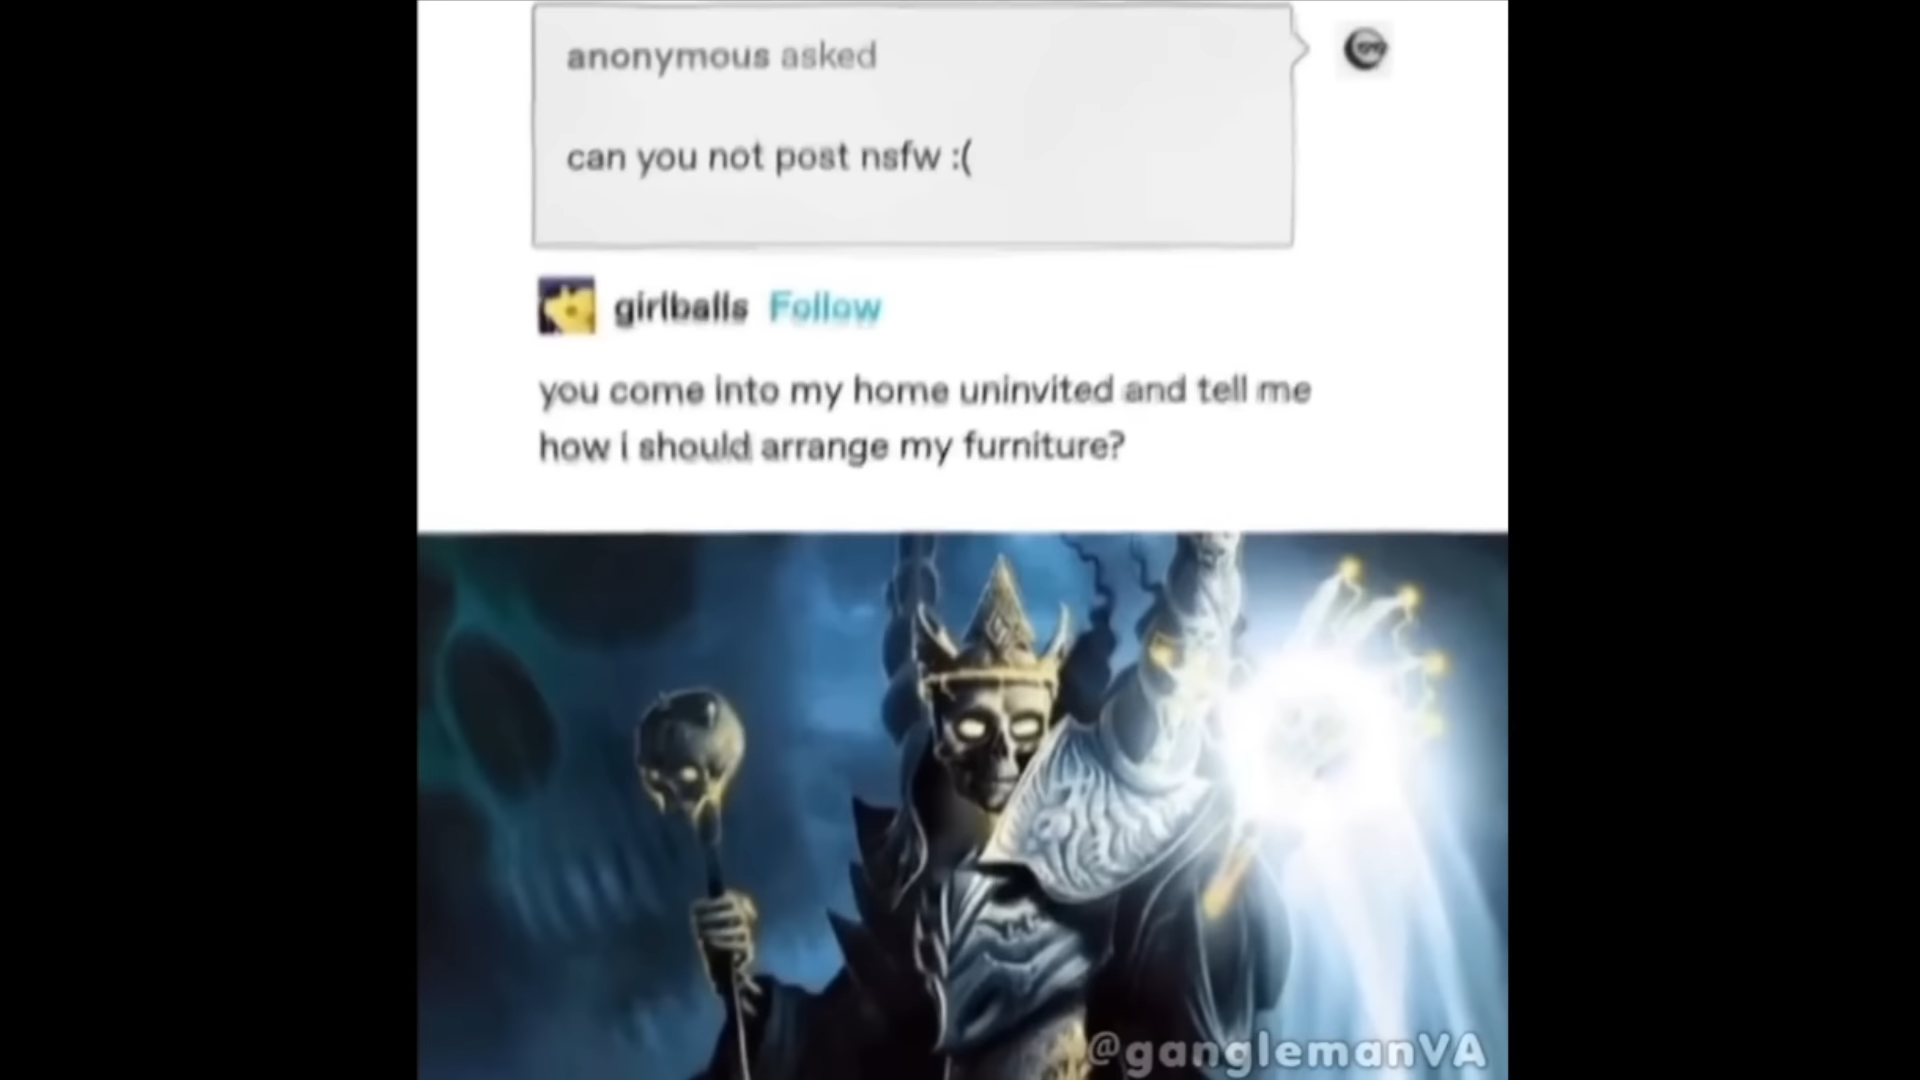 anonymous asked
can you not post nsfw :(
girlballs Follow
you come into my home uninvited and tell me
how i should arrange my furniture?
@ganglemanVA